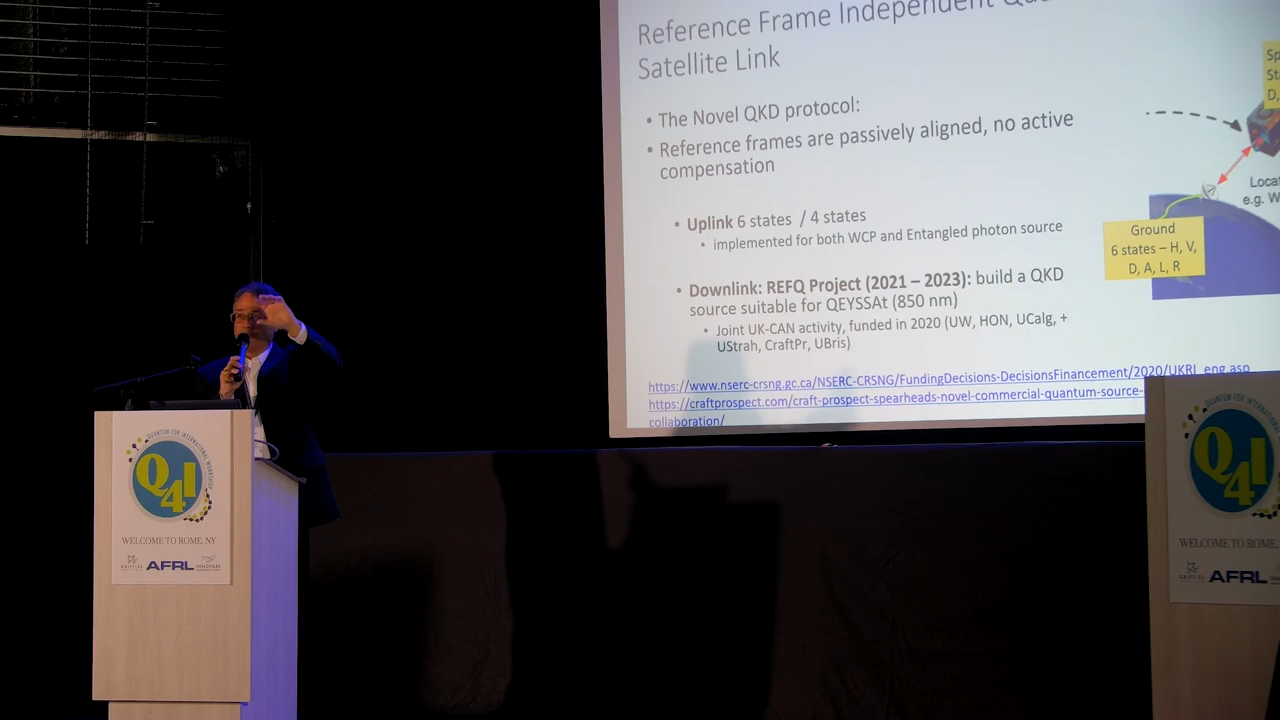 Reference Frame Independent
Satellite Link
• The Novel QKD protocol:
• Reference frames are passively aligned, no active
compensation
• Uplink 6 states / 4 states
• implemented for both WCP and Entangled photon source
• Downlink: REFQ Project (2021 – 2023): build a QKD
source suitable for QEYSSAt (850 nm)
• Joint UK-CAN activity, funded in 2020 (UW, HON, UCalg, +
UStrah, CraftPr, UBris)
https://www.nserc-crsng.gc.ca/NSERC-CRSNG/FundingDecisions-DecisionsFinancement/2020/UKRI_eng.asp
https://craftprospect.com/craft-prospect-spearheads-novel-commercial-quantum-source-
collaboration/
Sp
St
D,
Locat
e.g. W
Ground
6 states – H, V,
D, A, L, R
QUANTUM FOR INTERNATIONAL WORKSHOP
Q4I
WELCOME TO ROME, NY
GRIFFISS
AFRL
INNOVARE
Q4I
WELCOME TO ROME,
GRIFFISS
AFRL